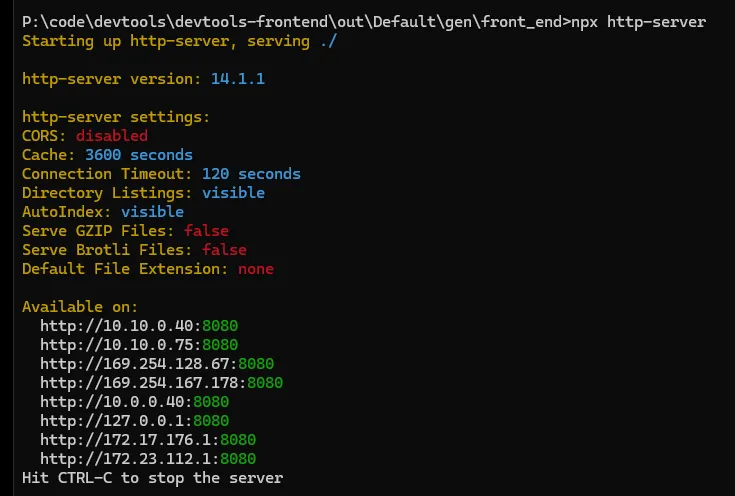 P:\code\devtools\devtools-frontend\out\Default\gen\front_end>npx http-server
Starting up http-server, serving ./
http-server version: 14.1.1
http-server settings:
CORS: disabled
Cache: 3600 seconds
Connection Timeout: 120 seconds
Directory Listings: visible
AutoIndex: visible
Serve GZIP Files: false
Serve Brotli Files: false
Default File Extension: none
Available on:
http://10.10.0.40:8080
http://10.10.0.75:8080
http://169.254.128.67:8080
http://169.254.167.178:8080
http://10.0.0.40:8080
http://127.0.0.1:8080
http://172.17.176.1:8080
http://172.23.112.1:8080
Hit CTRL-C to stop the server